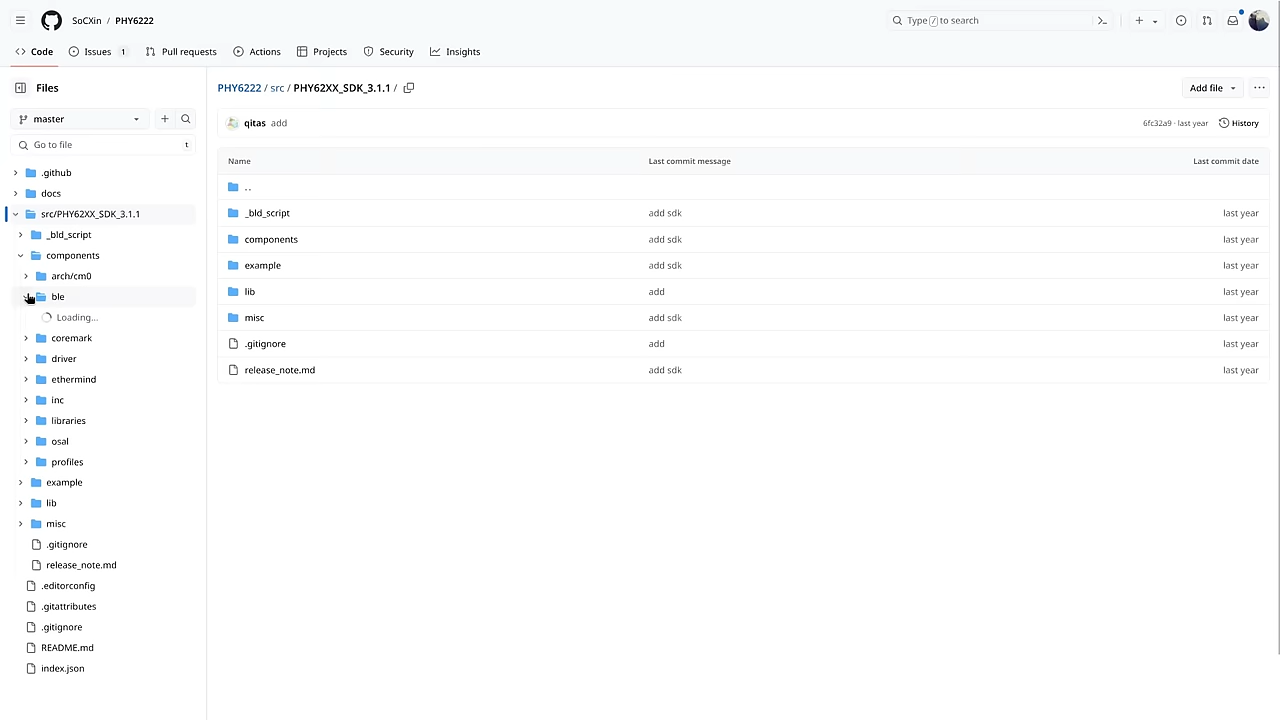 SoCXin / PHY6222
Type / to search
Code
Issues 1
Pull requests
Actions
Projects
Security
Insights
Files
master
Go to file t
.github
docs
src/PHY62XX_SDK_3.1.1
_bld_script
components
arch/cm0
ble
Loading...
coremark
driver
ethermind
inc
libraries
osal
profiles
example
lib
misc
.gitignore
release_note.md
.editorconfig
.gitattributes
.gitignore
README.md
index.json
PHY6222 / src / PHY62XX_SDK_3.1.1 /
Add file
qitas add
6fc32a9 · last year History
Name Last commit message Last commit date
..
_bld_script add sdk last year
components add sdk last year
example add sdk last year
lib add last year
misc add sdk last year
.gitignore add last year
release_note.md add sdk last year